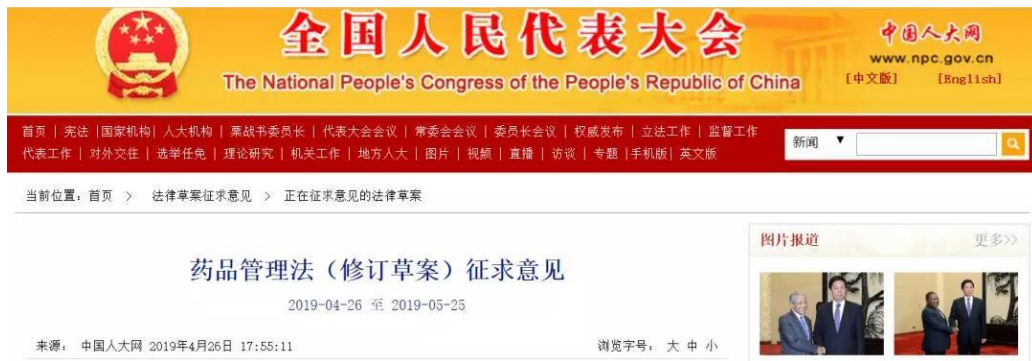 全国人民代表大会
The National People's Congress of the People's Republic of China
中国人大网
www.npc.gov.cn
[中文版] [English]
首页 | 宪法 |国家机构| 人大机构 | 栗战书委员长 | 代表大会会议 | 常委会会议 | 委员长会议 | 权威发布 | 立法工作 | 监督工作
代表工作 | 对外交往 | 选举任免 | 理论研究 | 机关工作 | 地方人大 | 图片 | 视频 | 直播 | 访谈 | 专题 |手机版| 英文版
新闻
当前位置：首页 > 法律草案征求意见 > 正在征求意见的法律草案
药品管理法（修订草案）征求意见
2019-04-26 至 2019-05-25
来源： 中国人大网 2019年4月26日 17:55:11
浏览字号： 大 中 小
图片报道
更多>>